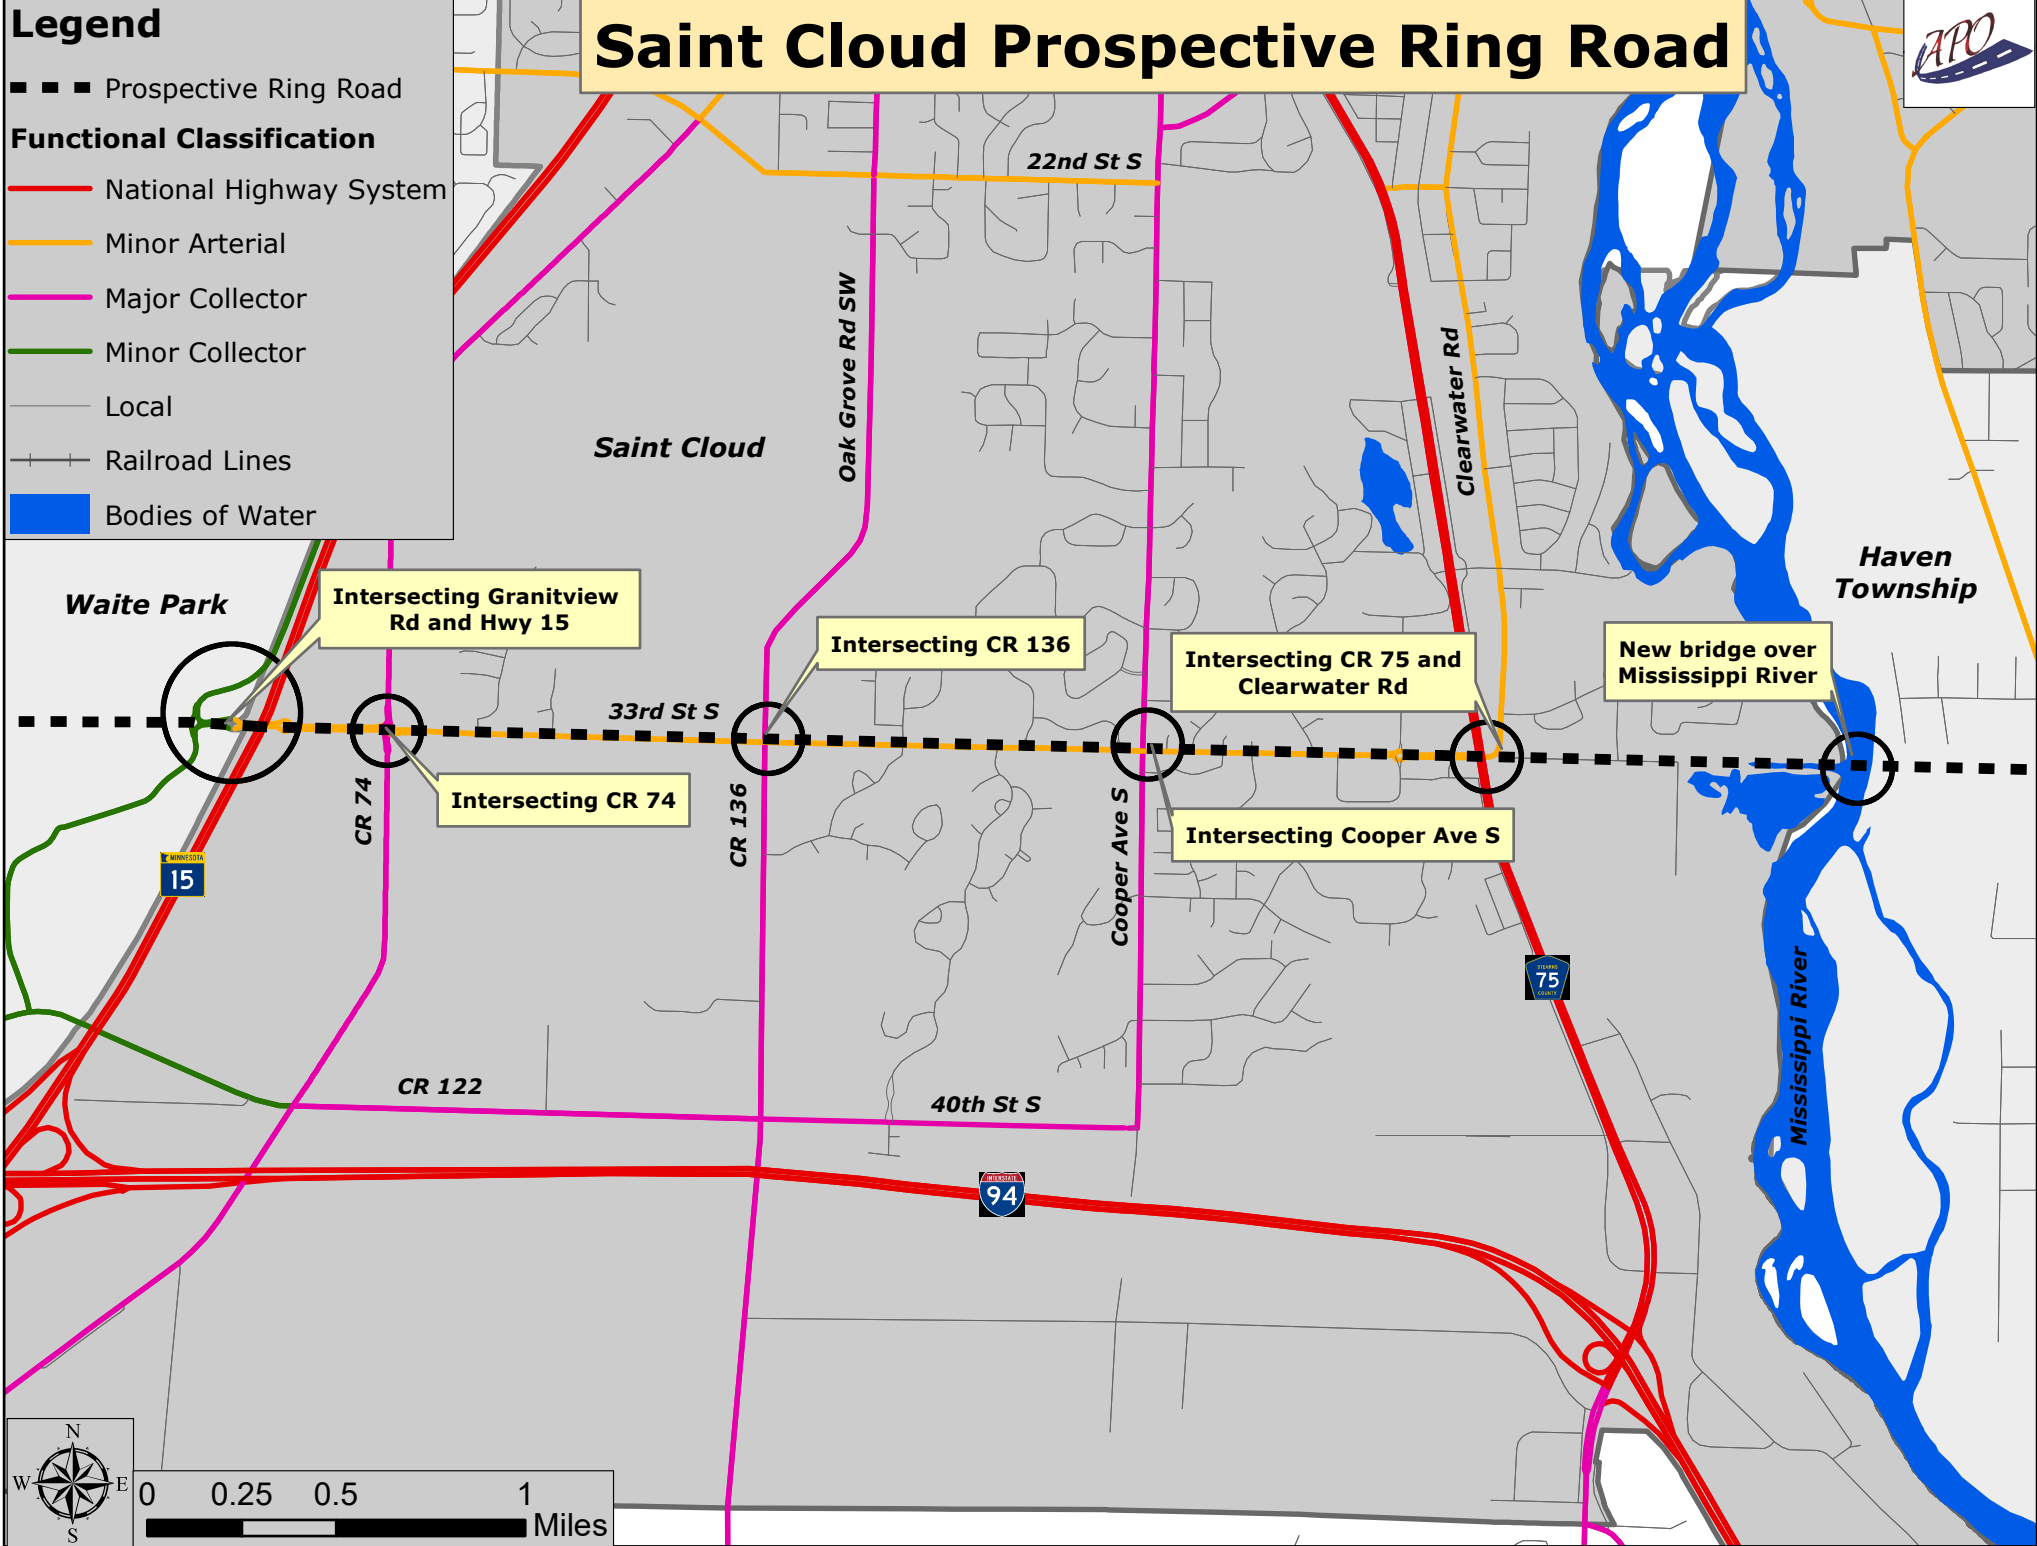 Saint Cloud Prospective Ring Road
APO
Legend
Prospective Ring Road
Functional Classification
National Highway System
Minor Arterial
Major Collector
Minor Collector
Local
Railroad Lines
Bodies of Water
22nd St S
Oak Grove Rd SW
Clearwater Rd
Saint Cloud
Haven
Township
Waite Park
Intersecting Granitview
Rd and Hwy 15
Intersecting CR 136
Intersecting CR 75 and
Clearwater Rd
New bridge over
Mississippi River
33rd St S
CR 74
Intersecting CR 74
CR 136
Cooper Ave S
Intersecting Cooper Ave S
MINNESOTA
15
STEARNS
75
COUNTY
Mississippi River
CR 122
40th St S
INTERSTATE
94
N
W
E
S
0 0.25 0.5 1
Miles